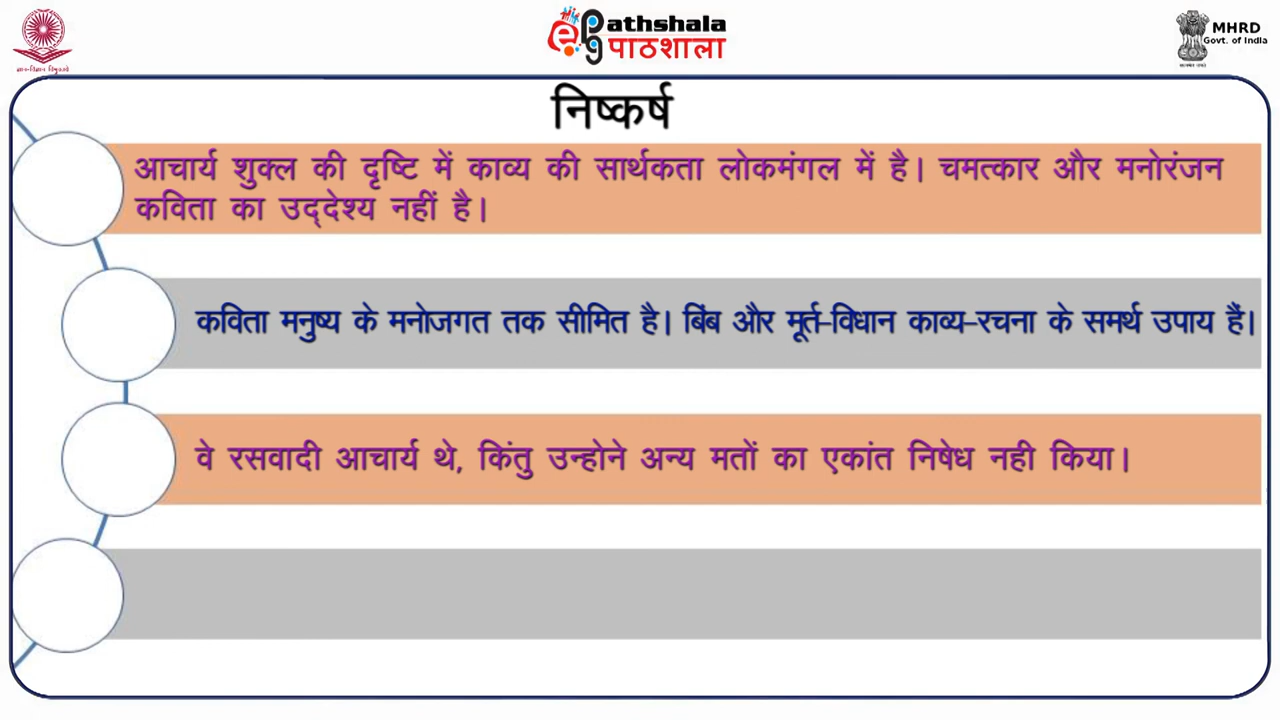 ePathshala
पाठशाला
MHRD
Govt. of India
निष्कर्ष
आचार्य शुक्ल की दृष्टि में काव्य की सार्थकता लोकमंगल में है। चमत्कार और मनोरंजन
कविता का उद्देश्य नहीं है।
कविता मनुष्य के मनोजगत तक सीमित है। बिंब और मूर्त-विधान काव्य-रचना के समर्थ उपाय हैं।
वे रसवादी आचार्य थे, किंतु उन्होने अन्य मतों का एकांत निषेध नही किया।